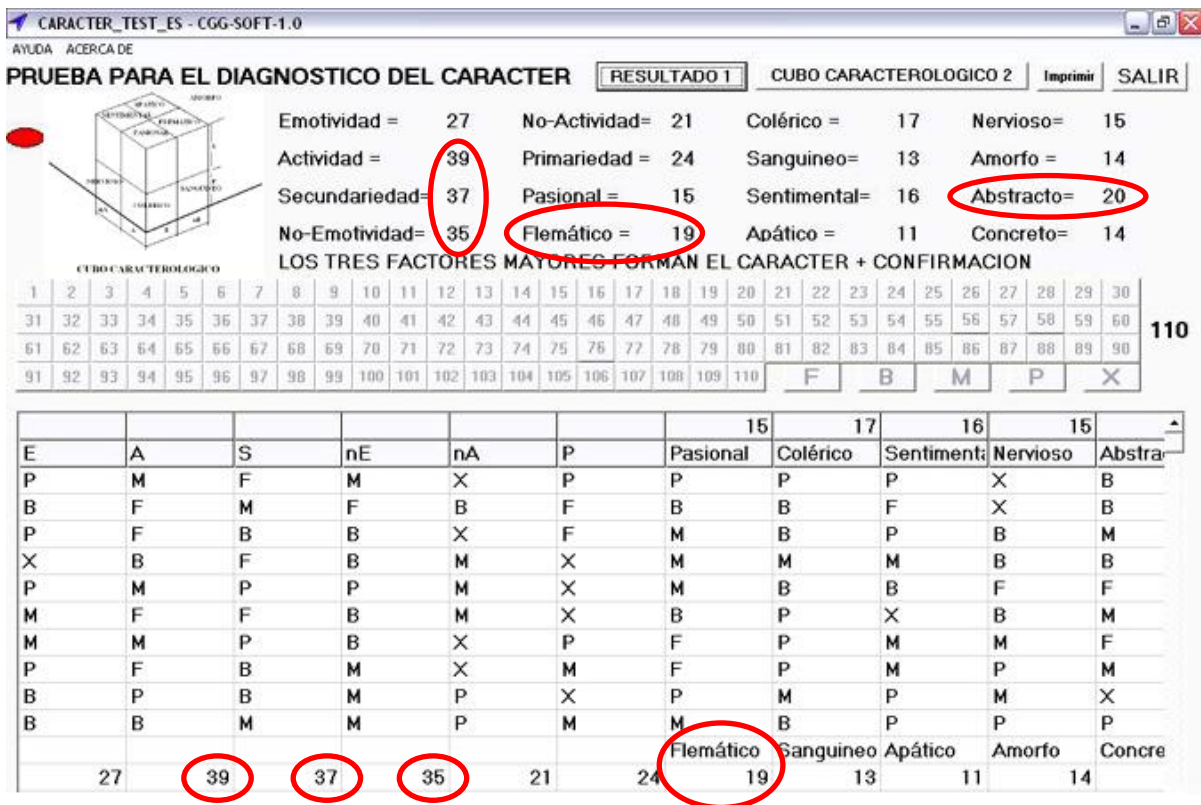 CARACTER_TEST_ES - CGG-SOFT-1.0
AYUDA ACERCA DE
PRUEBA PARA EL DIAGNOSTICO DEL CARACTER RESULTADO 1 CUBO CARACTEROLOGICO 2 Imprimir SALIR
Emotividad = 27 No-Actividad= 21 Colérico = 17 Nervioso= 15
Actividad = 39 Primariedad = 24 Sanguineo= 13 Amorfo = 14
Secundariedad= 37 Pasional = 15 Sentimental= 16 Abstracto= 20
No-Emotividad= 35 Flemático = 19 Apático = 11 Concreto= 14
CUBO CARACTEROLOGICO
LOS TRES FACTORES MAYORES FORMAN EL CARACTER + CONFIRMACION
1 2 3 4 5 6 7 8 9 10 11 12 13 14 15 16 17 18 19 20 21 22 23 24 25 26 27 28 29 30
31 32 33 34 35 36 37 38 39 40 41 42 43 44 45 46 47 48 49 50 51 52 53 54 55 56 57 58 59 60
61 62 63 64 65 66 67 68 69 70 71 72 73 74 75 76 77 78 79 80 81 82 83 84 85 86 87 88 89 90
110
91 92 93 94 95 96 97 98 99 100 101 102 103 104 105 106 107 108 109 110 F B M P X
15 17 16 15
E A S nE nA P Pasional Colérico Sentiment Nervioso Abstra
P M F M X P P P P X B
B F M F B F B B F X B
P F B B X F M B P B M
X B F B M X M M M B B
P M P P M X M B B F F
M F F B M X B P X B M
M M P B X P F P M M F
P F B M X M F P M P M
B P B M P X P M P M X
B B M M P M M B P P P
Flemático Sanguineo Apático Amorfo Concre
27 39 37 35 21 24 19 13 11 14